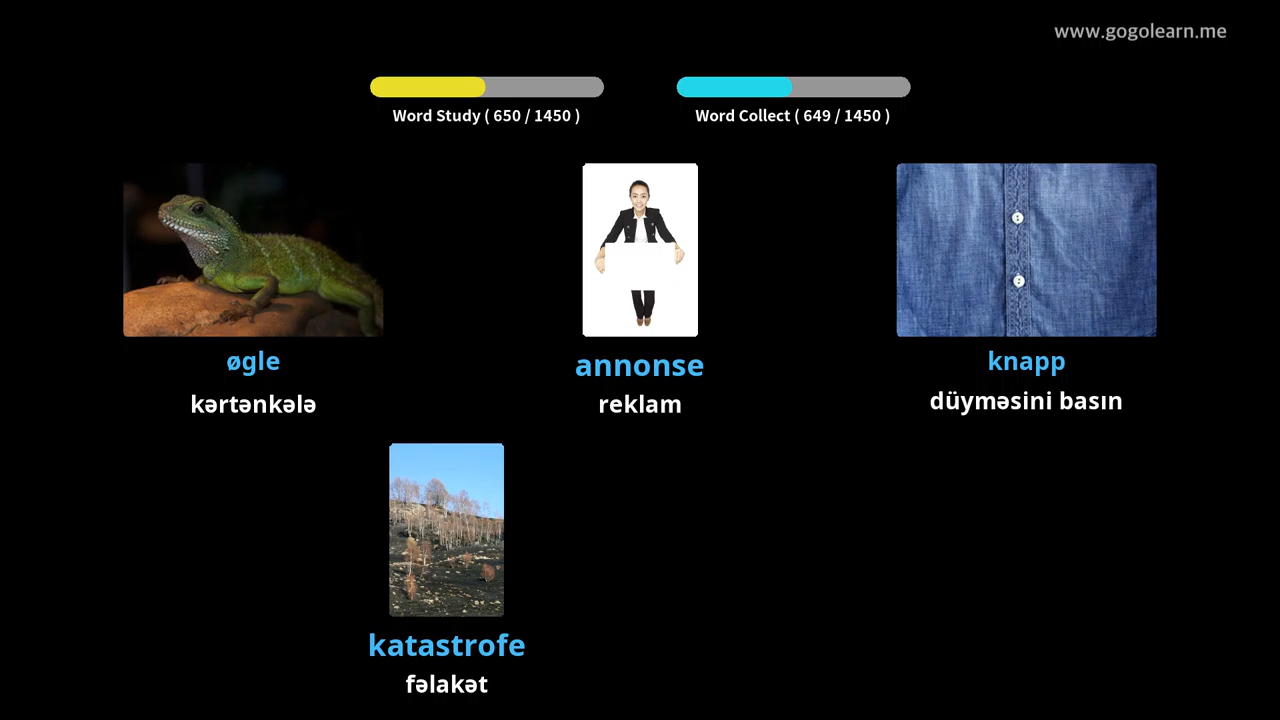 www.gogolearn.me
Word Study ( 650 / 1450 )
Word Collect ( 649 / 1450 )
øgle
annonse
knapp
kərtənkələ
reklam
düyməsini basın
katastrofe
fəlakət